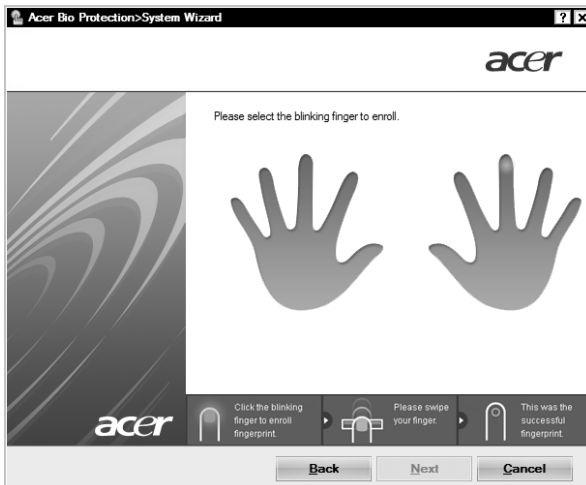 Acer Bio Protection>System Wizard
acer
Please select the blinking finger to enroll.
acer
Click the blinking
finger to enroll
fingerprint.
Please swipe
your finger.
This was the
successful
fingerprint.
Back
Next
Cancel